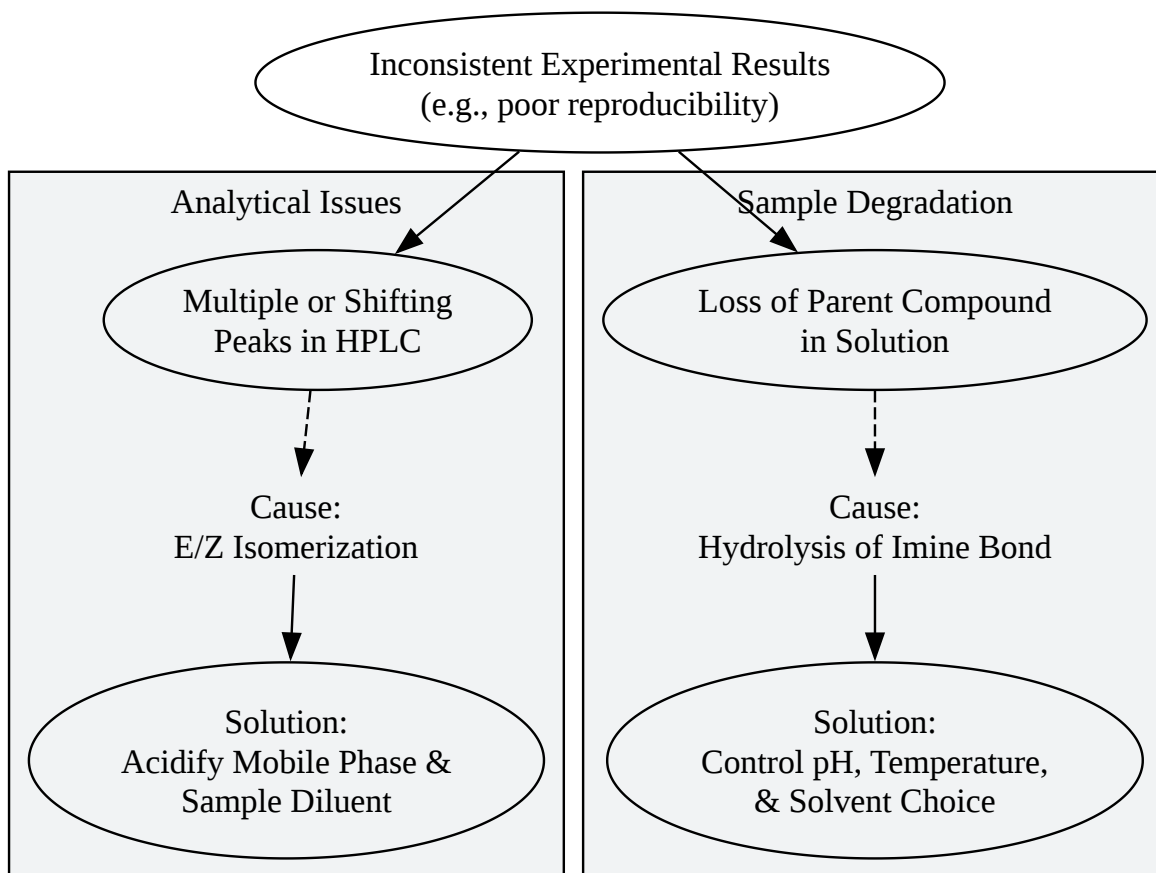 Inconsistent Experimental Results
(e.g., poor reproducibility)
Analytical Issues
Multiple or Shifting
Peaks in HPLC
Cause:
E/Z Isomerization
Solution:
Acidify Mobile Phase &
Sample Diluent
Sample Degradation
Loss of Parent Compound
in Solution
Cause:
Hydrolysis of Imine Bond
Solution:
Control pH, Temperature,
& Solvent Choice